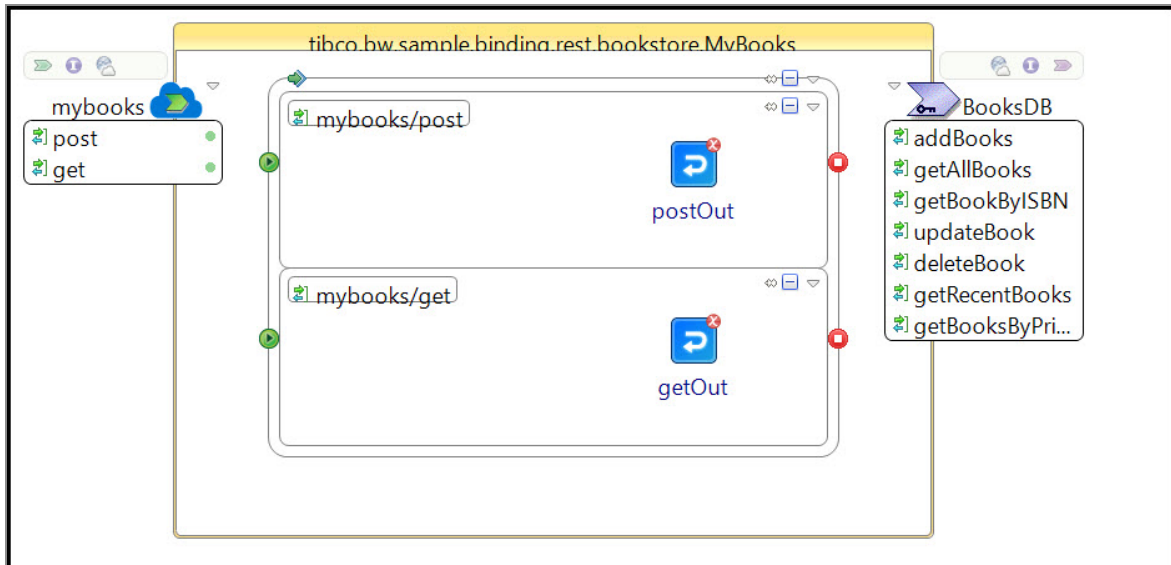 tibco.bw.sample.binding.rest.bookstore.MyBooks
mybooks
post
get
mybooks/post
postOut
mybooks/get
getOut
BooksDB
addBooks
getAllBooks
getBookByISBN
updateBook
deleteBook
getRecentBooks
getBooksByPri...